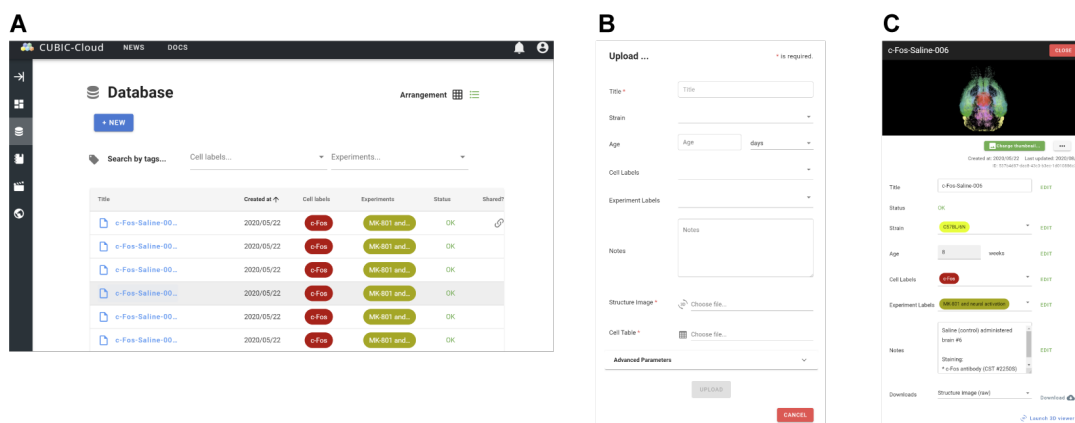 A
CUBIC-Cloud NEWS DOCS
Database
Arrangement
+ NEW
Search by tags... Cell labels... Experiments...
Title Created at Cell labels Experiments Status Shared?
c-Fos-Saline-00... 2020/05/22 c-Fos MK-801 and... OK
c-Fos-Saline-00... 2020/05/22 c-Fos MK-801 and... OK
c-Fos-Saline-00... 2020/05/22 c-Fos MK-801 and... OK
c-Fos-Saline-00... 2020/05/22 c-Fos MK-801 and... OK
c-Fos-Saline-00... 2020/05/22 c-Fos MK-801 and... OK
c-Fos-Saline-00... 2020/05/22 c-Fos MK-801 and... OK
B
Upload ... * is required.
Title * Title
Strain
Age Age days
Cell Labels
Experiment Labels
Notes Notes
Structure Image * Choose file...
Cell Table * Choose file...
Advanced Parameters
UPLOAD
CANCEL
C
c-Fos-Saline-006 CLOSE
Change thumbnail... ...
Created at: 2020/05/22 Last updated: 2020/08
Title c-Fos-Saline-006 EDIT
Status OK
Strain C57BL/6N EDIT
Age 8 weeks EDIT
Cell Labels c-Fos EDIT
Experiment Labels MK-801 and neural activation EDIT
Notes Saline (control) administered
brain #6
Staining:
* c-Fos antibody (CST #2250S) EDIT
Downloads Structure image (raw) Download
Launch 3D viewer